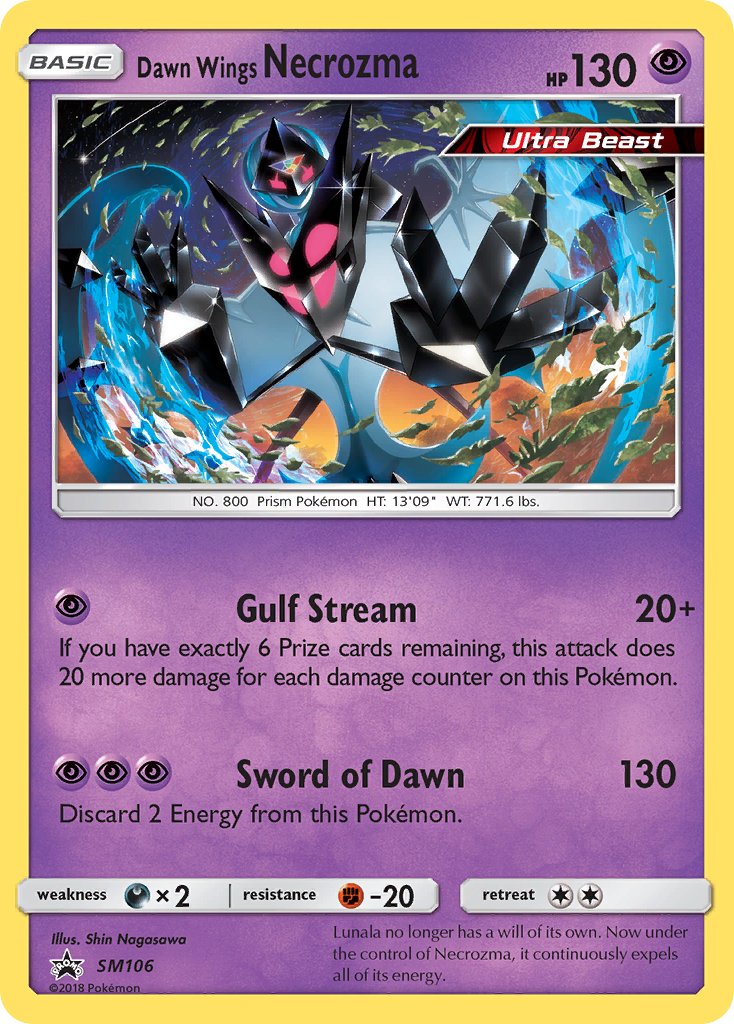 BASIC
Dawn Wings Necrozma
HP 130
Ultra Beast
NO. 800 Prism Pokémon HT: 13'09" WT: 771.6 lbs.
Gulf Stream 20+
If you have exactly 6 Prize cards remaining, this attack does
20 more damage for each damage counter on this Pokémon.
Sword of Dawn 130
Discard 2 Energy from this Pokémon.
weakness ×2 resistance -20 retreat
Illus. Shin Nagasawa
PROMO SM106
©2018 Pokémon
Lunala no longer has a will of its own. Now under
the control of Necrozma, it continuously expels
all of its energy.